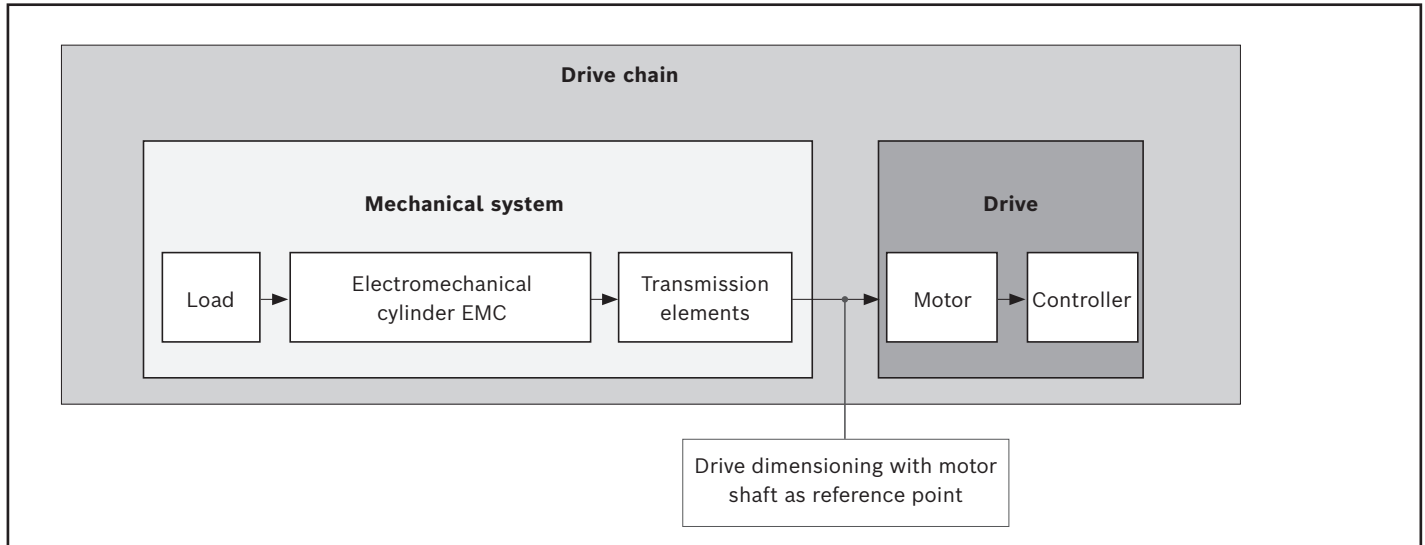 Drive chain
Mechanical system
Drive
Load
Electromechanical
cylinder EMC
Transmission
elements
Motor
Controller
Drive dimensioning with motor
shaft as reference point